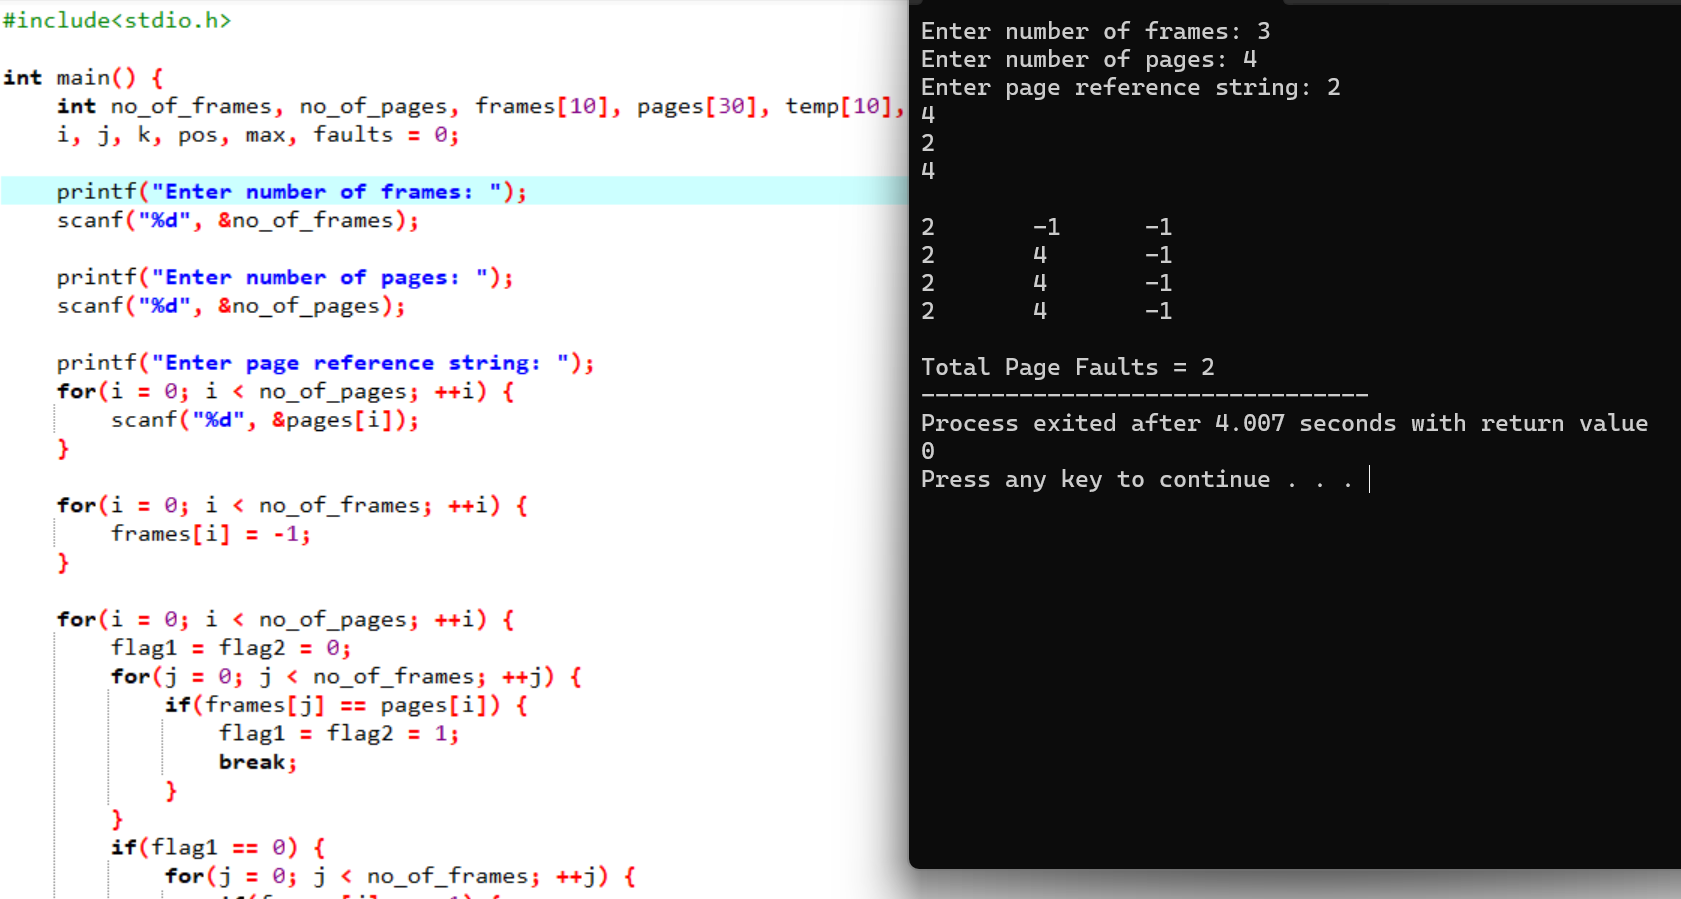 #include<stdio.h>
int main() {
int no_of_frames, no_of_pages, frames[10], pages[30], temp[10],
i, j, k, pos, max, faults = 0;
printf("Enter number of frames: ");
scanf("%d", &no_of_frames);
printf("Enter number of pages: ");
scanf("%d", &no_of_pages);
printf("Enter page reference string: ");
for(i = 0; i < no_of_pages; ++i) {
scanf("%d", &pages[i]);
}
for(i = 0; i < no_of_frames; ++i) {
frames[i] = -1;
}
for(i = 0; i < no_of_pages; ++i) {
flag1 = flag2 = 0;
for(j = 0; j < no_of_frames; ++j) {
if(frames[j] == pages[i]) {
flag1 = flag2 = 1;
break;
}
}
if(flag1 == 0) {
for(j = 0; j < no_of_frames; ++j) {
Enter number of frames: 3
Enter number of pages: 4
Enter page reference string: 2
4
2
4
2 -1 -1
2 4 -1
2 4 -1
2 4 -1
Total Page Faults = 2
--------------------------------
Process exited after 4.007 seconds with return value
0
Press any key to continue . . .